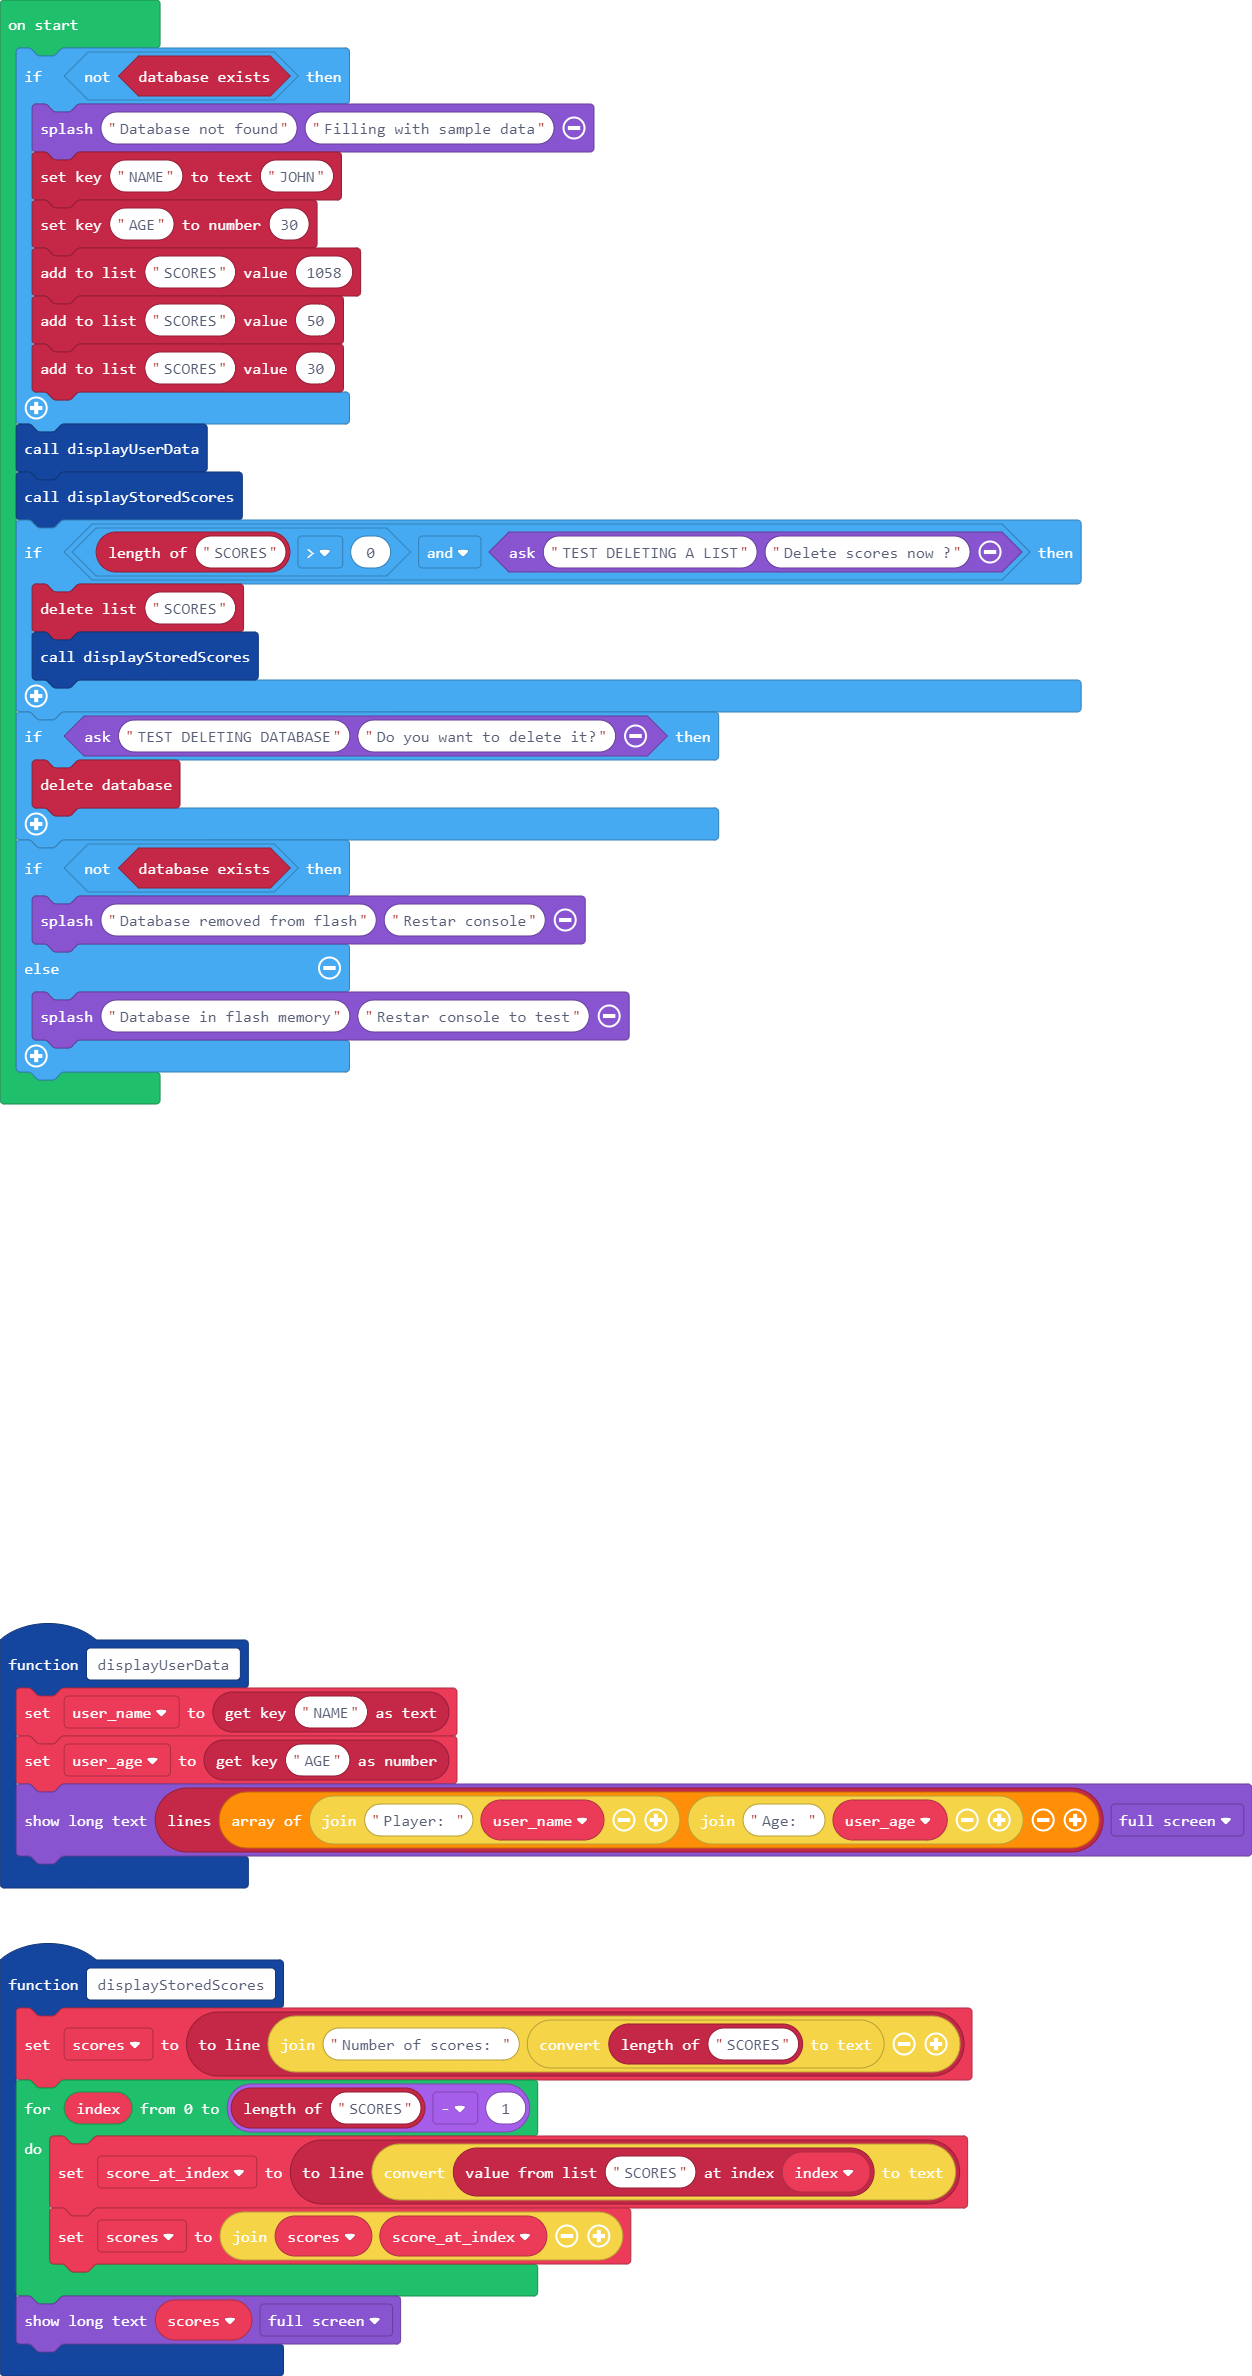 on start
if not database exists then
splash "Database not found" "Filling with sample data"
set key "NAME" to text "JOHN"
set key "AGE" to number 30
add to list "SCORES" value 1058
add to list "SCORES" value 50
add to list "SCORES" value 30
call displayUserData
call displayStoredScores
if length of "SCORES" > 0 and ask "TEST DELETING A LIST" "Delete scores now ?" then
delete list "SCORES"
call displayStoredScores
if ask "TEST DELETING DATABASE" "Do you want to delete it?" then
delete database
if not database exists then
splash "Database removed from flash" "Restar console"
else
splash "Database in flash memory" "Restar console to test"
function displayUserData
set user_name to get key "NAME" as text
set user_age to get key "AGE" as number
show long text lines array of join "Player: " user_name join "Age: " user_age full screen
function displayStoredScores
set scores to to line join "Number of scores: " convert length of "SCORES" to text
for index from 0 to length of "SCORES" - 1
do
set score_at_index to to line convert value from list "SCORES" at index index to text
set scores to join scores score_at_index
show long text scores full screen